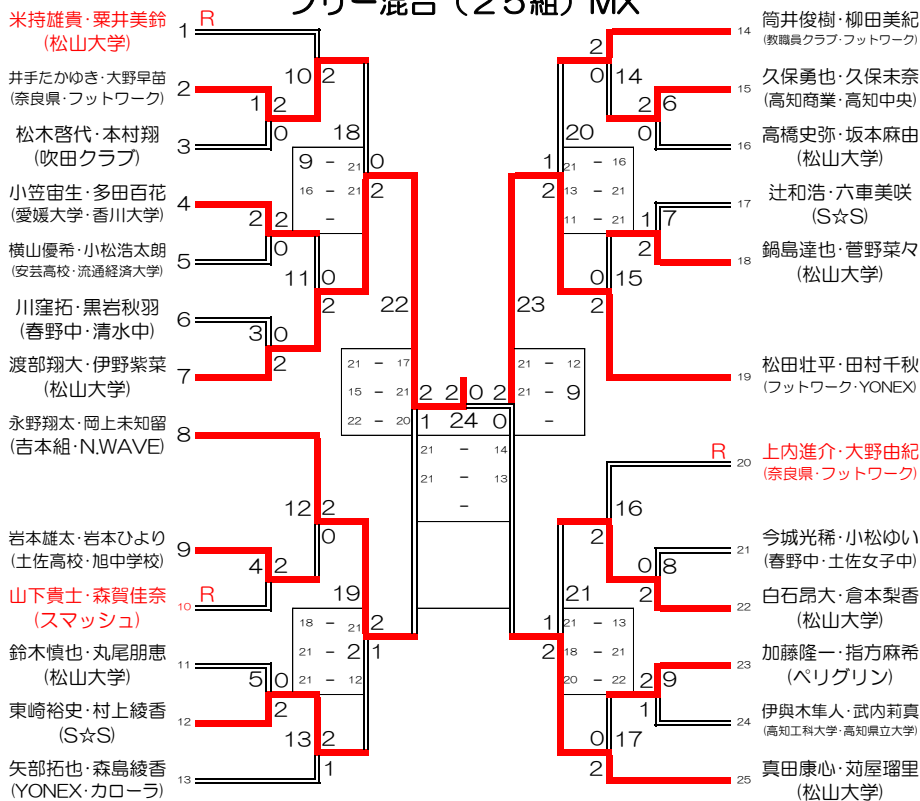 フリー混合（２５組）MX
米持雄貴・粟井美鈴
(松山大学)
1
R
井手たかゆき・大野早苗
(奈良県・フットワーク)
2
松木啓代・本村翔
(吹田クラブ)
3
小笠宙生・多田百花
(愛媛大学・香川大学)
4
横山優希・小松浩太朗
(安芸高校・流通経済大学)
5
川窪拓・黒岩秋羽
(春野中・清水中)
6
渡部翔大・伊野紫菜
(松山大学)
7
永野翔太・岡上未知留
(吉本組・N.WAVE)
8
岩本雄太・岩本ひより
(土佐高校・旭中学校)
9
山下貴士・森賀佳奈
(スマッシュ)
10
R
鈴木慎也・丸尾朋恵
(松山大学)
11
東崎裕史・村上綾香
(S☆S)
12
矢部拓也・森島綾香
(YONEX・カローラ)
13
10 2
1 2
0
18
9 - 21
16 - 21
-
0
2
2 2
0
11 0
2
3 0
2
22
21 - 17
15 - 21
22 - 20
2
1
12 2
0
4 2
19
18 - 21
21 - 2
21 - 12
2
1
5 0
2
13 2
1
2 0
24
21 - 14
21 - 13
-
14
筒井俊樹・柳田美紀
(教職員クラブ・フットワーク)
15
久保勇也・久保未奈
(高知商業・高知中央)
16
高橋史弥・坂本麻由
(松山大学)
17
辻和浩・六車美咲
(S☆S)
18
鍋島達也・菅野菜々
(松山大学)
19
松田壮平・田村千秋
(フットワーク・YONEX)
R
20
上内進介・大野由紀
(奈良県・フットワーク)
21
今城光稀・小松ゆい
(春野中・土佐女子中)
22
白石昂大・倉本梨香
(松山大学)
23
加藤隆一・指方麻希
(ペリグリン)
24
伊與木隼人・武内莉真
(高知工科大学・高知県立大学)
25
真田康心・苅屋瑠里
(松山大学)
2
0 14
2 6
0
20
21 - 16
13 - 21
11 - 21
1
2
1 7
2
0 15
2
23
21 - 12
21 - 9
-
2
0
16
2
0 8
2
21
21 - 13
18 - 21
20 - 22
1
2
2 9
1
0 17
2